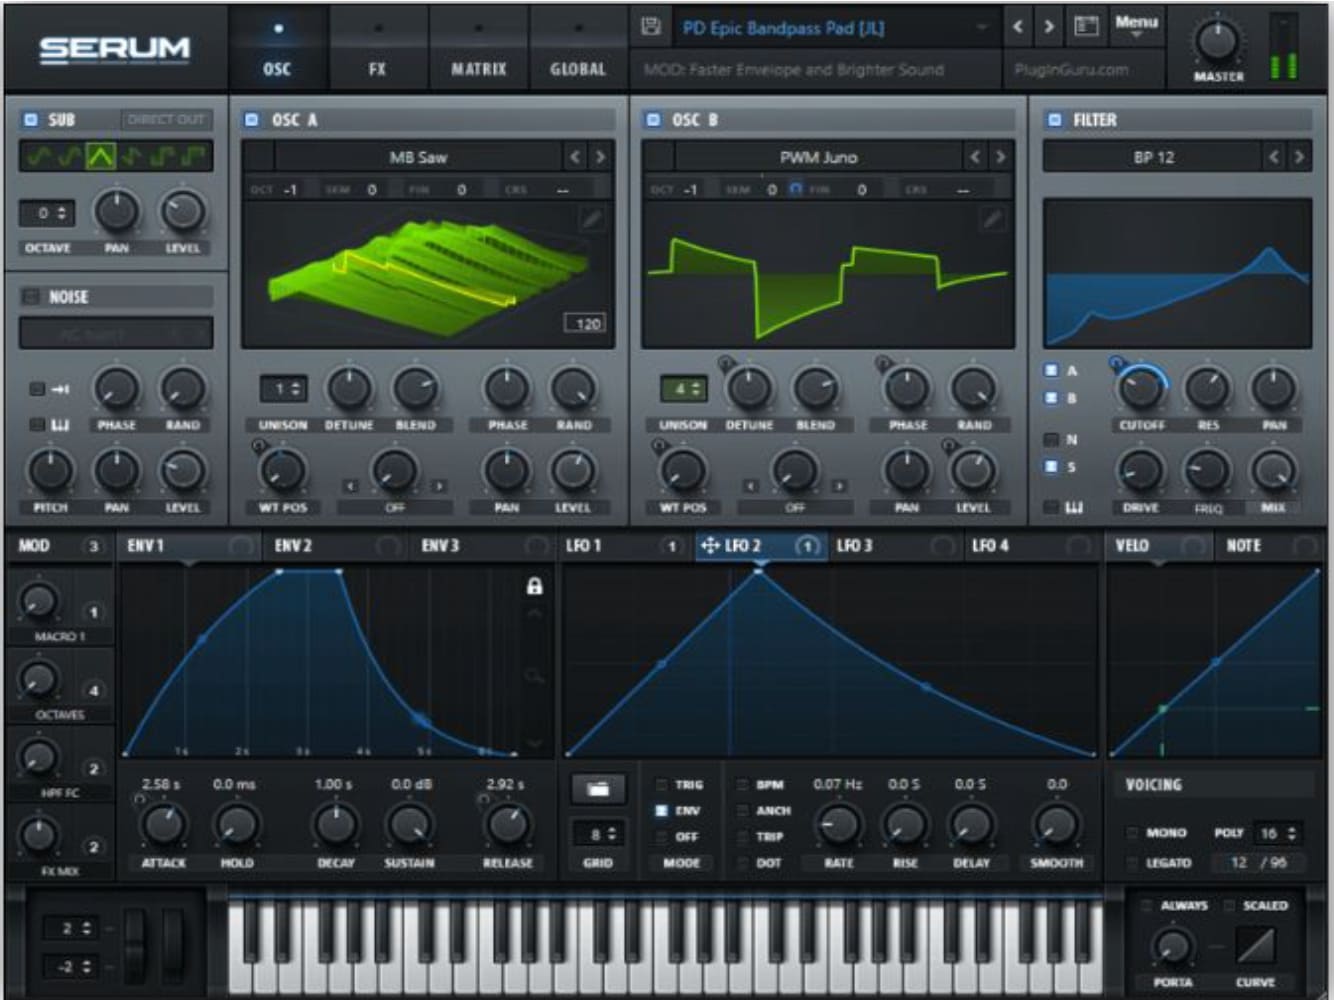 SERUM
OSC FX MATRIX GLOBAL
PD Epic Bandpass Pad [JL]
MOD: Faster Envelope and Brighter Sound
PlugInGuru.com
Menu
MASTER
SUB DIRECT OUT
0
OCTAVE PAN LEVEL
NOISE
PHASE RAND
PITCH PAN LEVEL
OSC A
MB Saw
OCT -1 SEM 0 FIN 0 CRS --
120
1
UNISON DETUNE BLEND PHASE RAND
WT POS OFF PAN LEVEL
OSC B
PWM Juno
OCT -1 SEM 0 FIN 0 CRS --
4
UNISON DETUNE BLEND PHASE RAND
WT POS OFF PAN LEVEL
FILTER
BP 12
A
B
N
S
CUTOFF RES PAN
DRIVE FREQ MIX
MOD 3 ENV 1 ENV 2 ENV 3 LFO 1 1 LFO 2 1 LFO 3 LFO 4 VELO NOTE
1
MACRO 1
4
OCTAVES
2
HPF FC
2
FX MIX
1s 2s 3s 4s 5s
2.58 s 0.0 ms 1.00 s 0.0 dB 2.92 s
ATTACK HOLD DECAY SUSTAIN RELEASE
8
GRID
TRIG
ENV
OFF
MODE
BPM
ANCH
TRIP
DOT
0.07 Hz 0.0 S 0.0 S 0.0
RATE RISE DELAY SMOOTH
VOICING
MONO POLY 16
LEGATO 12 / 96
2
-2
ALWAYS SCALED
PORTA CURVE